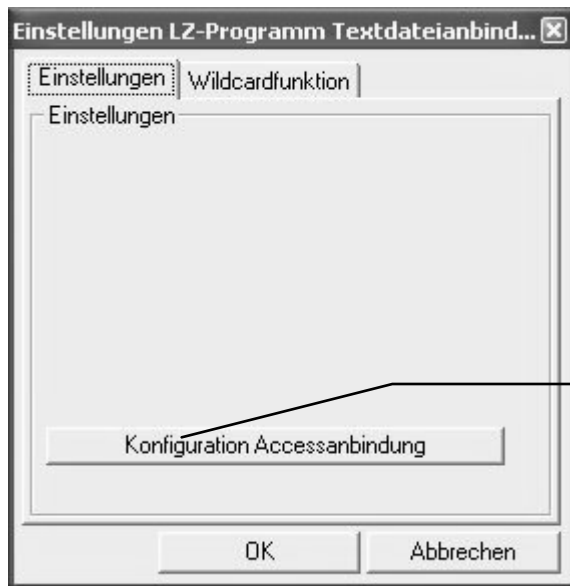 Einstellungen LZ-Programm Textdateianbind...
Einstellungen Wildcardfunktion
Einstellungen
Konfiguration Accessanbindung
OK Abbrechen